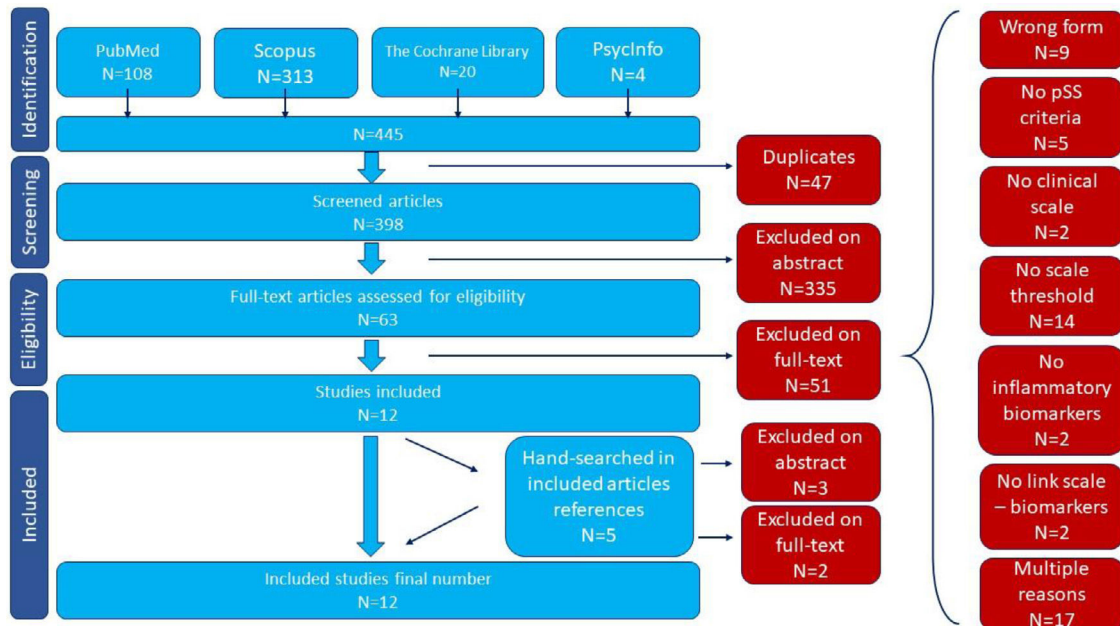 Identification
PubMed
N=108
Scopus
N=313
The Cochrane Library
N=20
PsycInfo
N=4
N=445
Duplicates
N=47
Screening
Screened articles
N=398
Excluded on
abstract
N=335
Eligibility
Full-text articles assessed for eligibility
N=63
Excluded on
full-text
N=51
Included
Studies included
N=12
Hand-searched in
included articles
references
N=5
Excluded on
abstract
N=3
Excluded on
full-text
N=2
Included studies final number
N=12
Wrong form
N=9
No pSS
criteria
N=5
No clinical
scale
N=2
No scale
threshold
N=14
No
inflammatory
biomarkers
N=2
No link scale
– biomarkers
N=2
Multiple
reasons
N=17